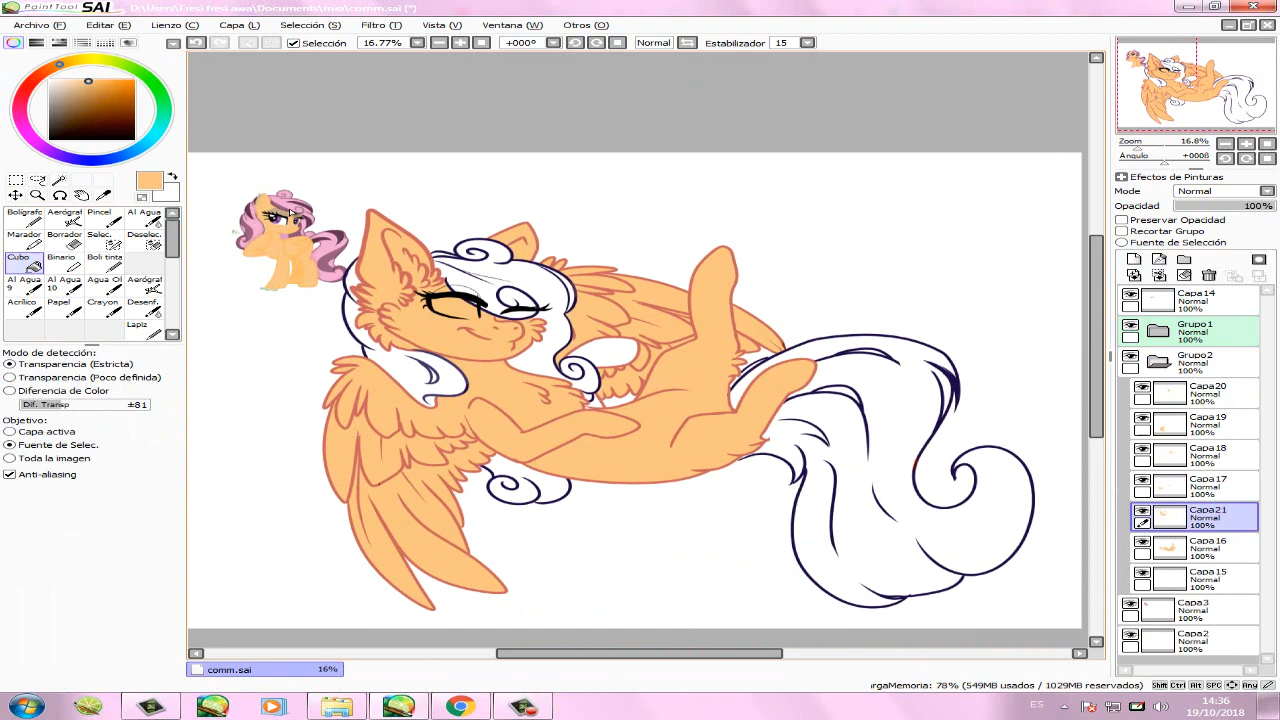 PaintTool SAI D:\Users\Fresi fresi awa\Documents\mio\comm.sai (*)
Archivo (F) Editar (E) Lienzo (C) Capa (L) Selección (S) Filtro (T) Vista (V) Ventana (W) Otros (O)
Selección 16.77% +000° Normal Estabilizador 15
Zoom 16.8%
Ángulo +0008
Efectos de Pinturas
Modo Normal
Opacidad 100%
Preservar Opacidad
Recortar Grupo
Fuente de Selección
Bolígrafo Aerógrafo Pincel Al Agua
Marador Borrador Selec. Deselec.
Cubo Binario Boli tinta
Al Agua 9 Al Agua 10 Agua Co Aerógraf
Acrílico Papel Crayon Desenf.
Lapiz
Modo de detección:
Transparencia (Estricta)
Transparencia (Poco definida)
Diferencia de Color
Dif. Transp ±81
Objetivo:
Capa activa
Fuente de Selec.
Toda la imagen
Anti-aliasing
Capa14
Normal
100%
Grupo1
Normal
100%
Grupo2
Normal
100%
Capa20
Normal
100%
Capa19
Normal
100%
Capa18
Normal
100%
Capa17
Normal
100%
Capa21
Normal
100%
Capa16
Normal
100%
Capa15
Normal
100%
Capa3
Normal
100%
Capa2
Normal
100%
comm.sai 16%
rgaMemoria: 78% (549MB usados / 1029MB reservados) Shift Ctrl Alt SPC Any
ES 14:36
19/10/2018